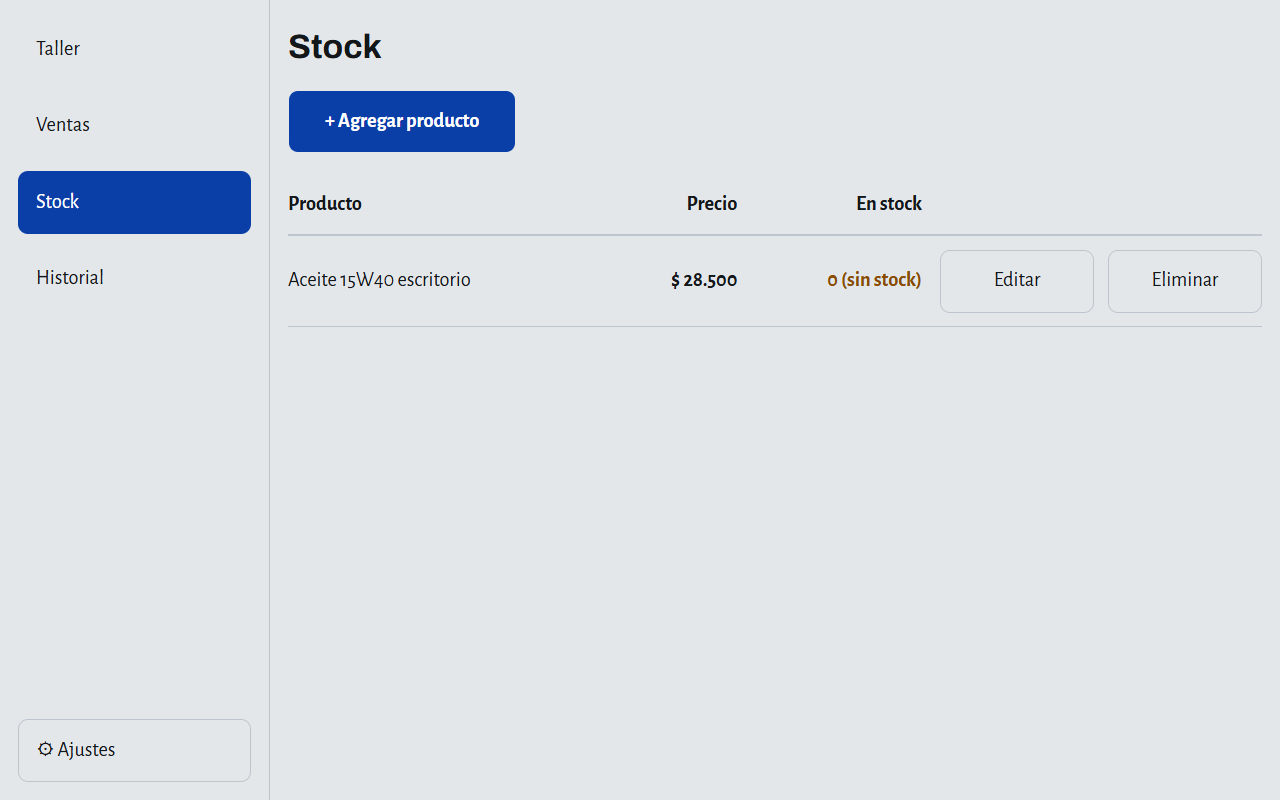 Taller
Ventas
Stock
Historial
⚙ Ajustes
Stock
+ Agregar producto
Producto Precio En stock
Aceite 15W40 escritorio $ 28.500 0 (sin stock) Editar Eliminar